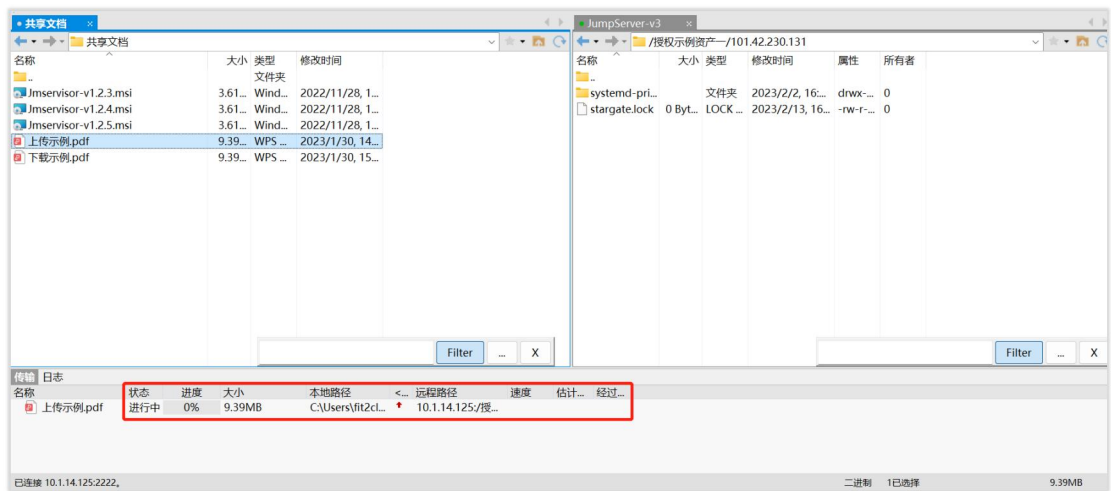 共享文档 ×
JumpServer-v3 ×
共享文档
/授权示例资产一/101.42.230.131
名称 大小 类型 修改时间
.. 文件夹
Jmservisor-v1.2.3.msi 3.61... Wind... 2022/11/28, 1...
Jmservisor-v1.2.4.msi 3.61... Wind... 2022/11/28, 1...
Jmservisor-v1.2.5.msi 3.61... Wind... 2022/11/28, 1...
上传示例.pdf 9.39... WPS ... 2023/1/30, 14...
下载示例.pdf 9.39... WPS ... 2023/1/30, 15...
名称 大小 类型 修改时间 属性 所有者
..
systemd-pri... 文件夹 2023/2/2, 16:... drwx-... 0
stargate.lock 0 Byt... LOCK ... 2023/2/13, 16... -rw-r-... 0
Filter ... X
Filter ... X
传输 日志
名称 状态 进度 大小 本地路径 <... 远程路径 速度 估计... 经过...
上传示例.pdf 进行中 0% 9.39MB C:\Users\fit2cl... 10.1.14.125:/授...
已连接 10.1.14.125:2222。 二进制 1已选择 9.39MB